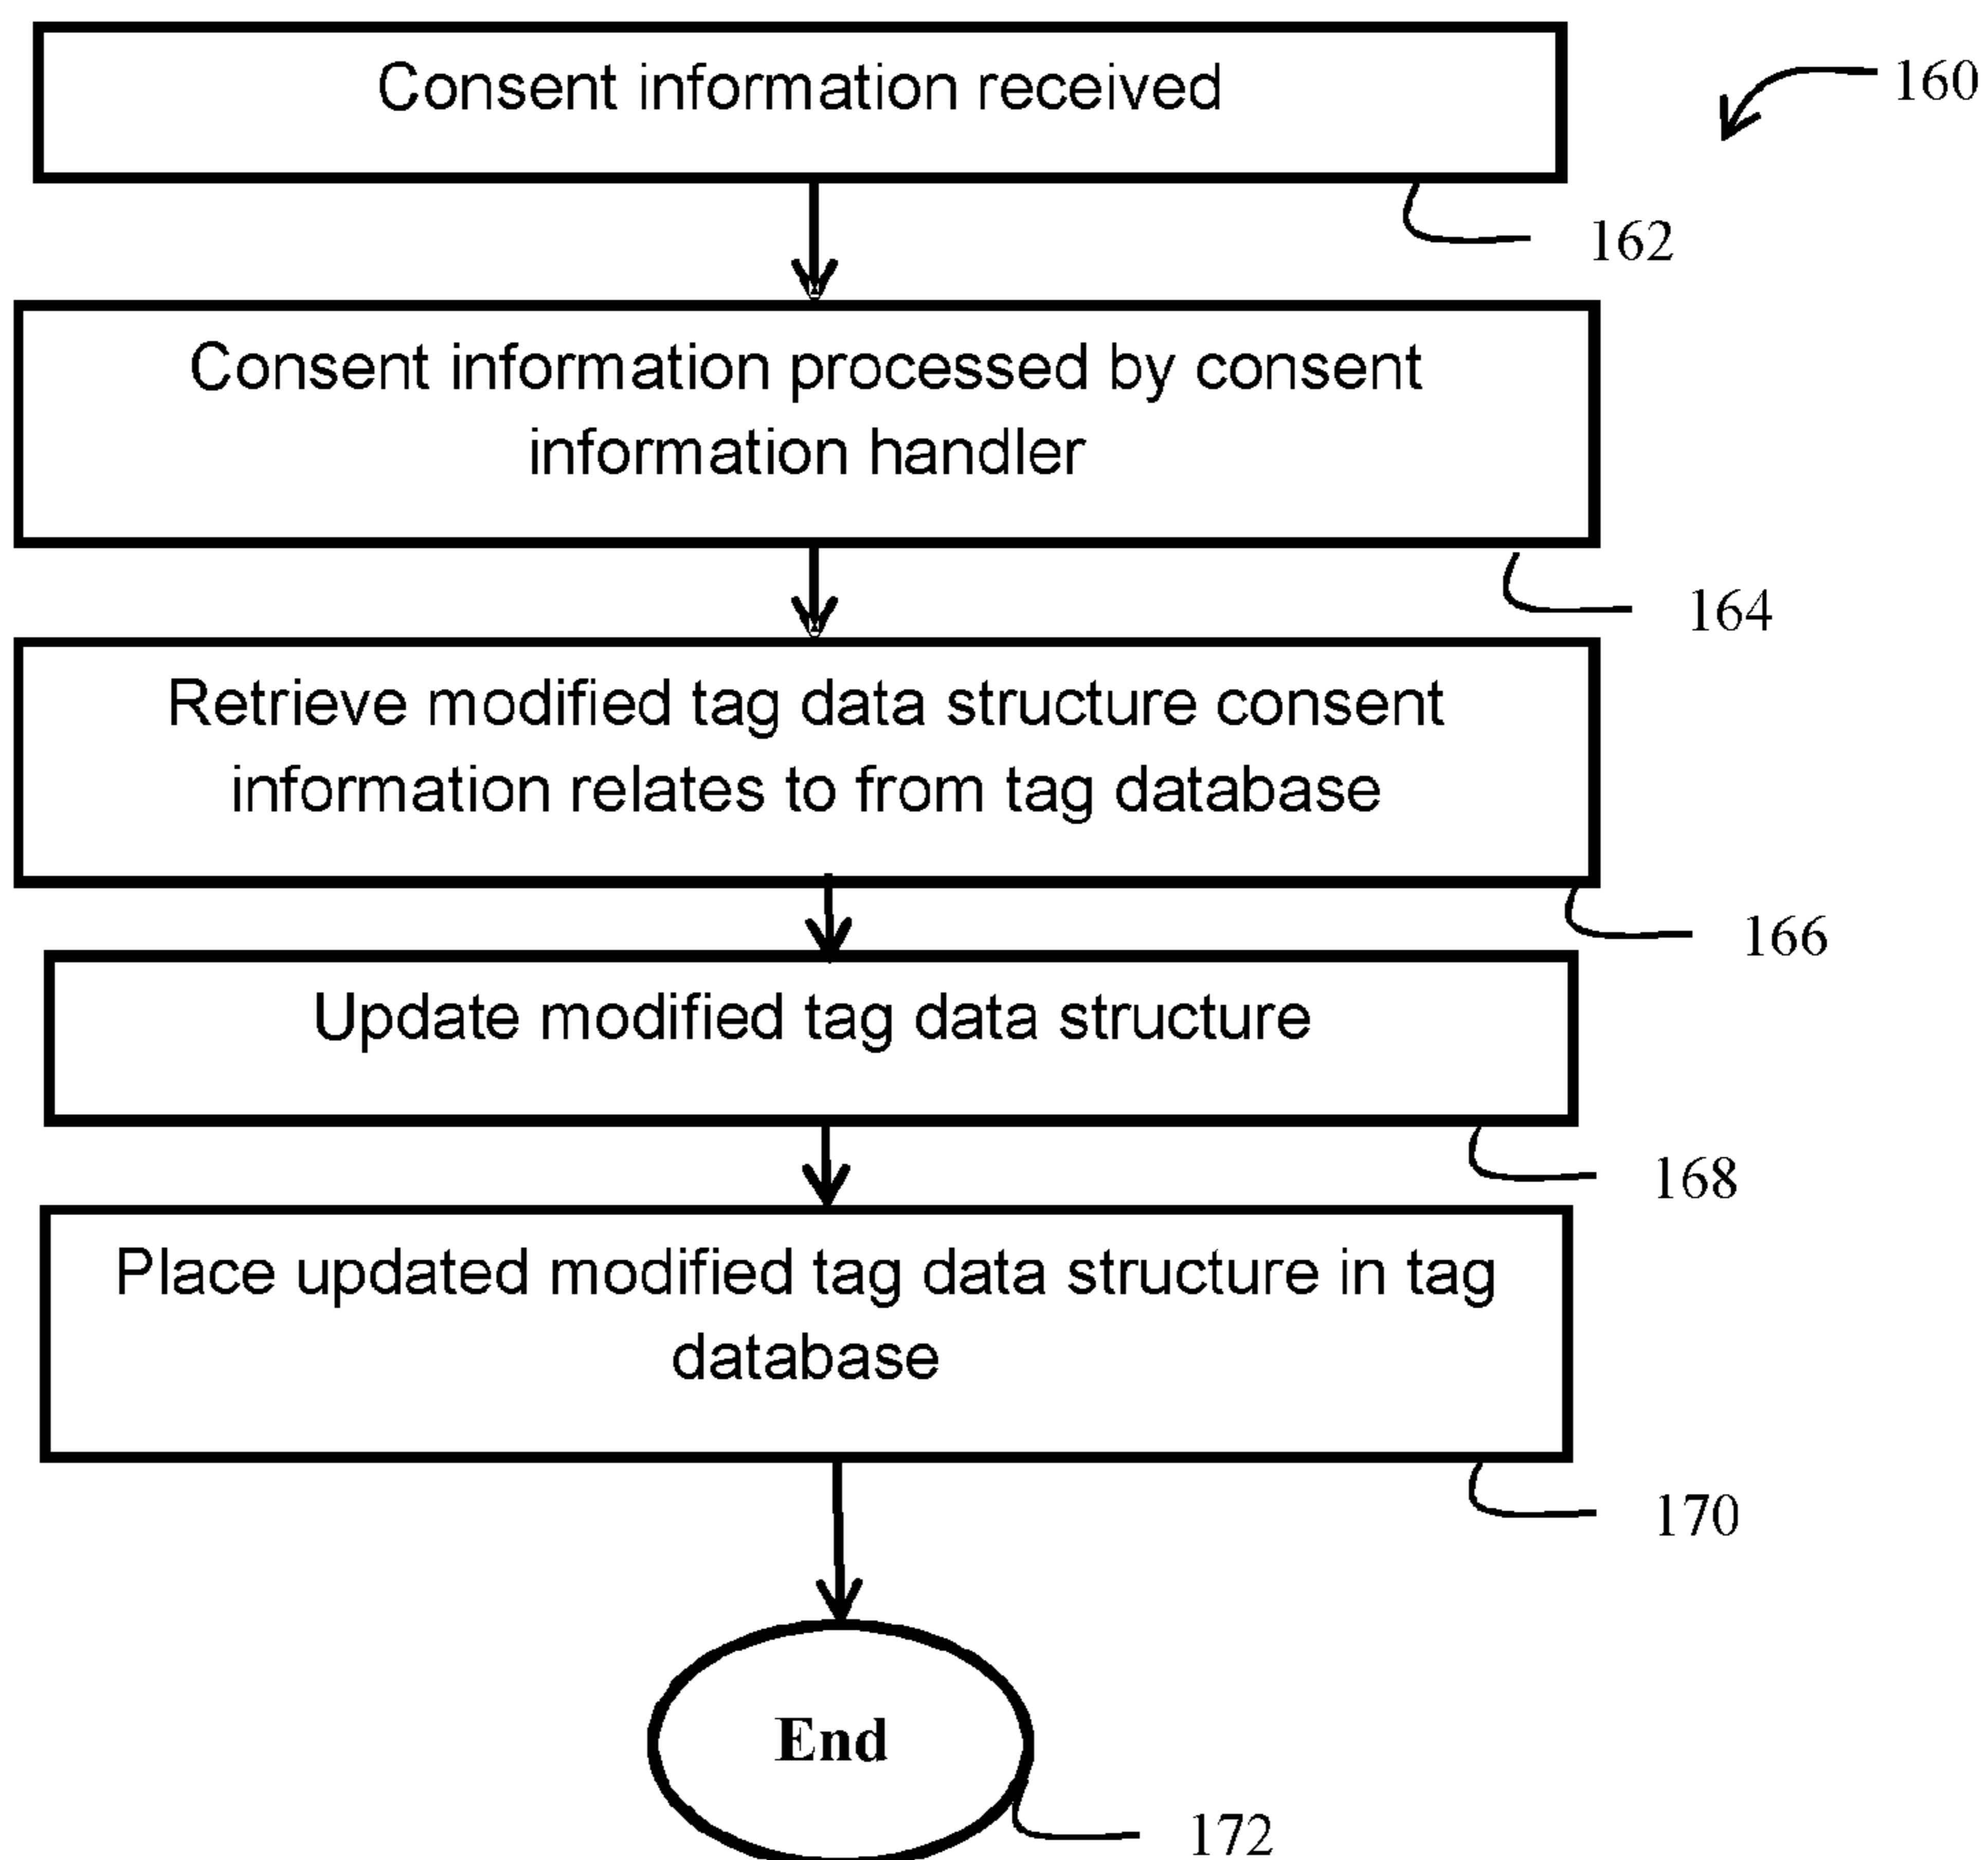 Consent information received
160
162
Consent information processed by consent
information handler
164
Retrieve modified tag data structure consent
information relates to from tag database
166
Update modified tag data structure
168
Place updated modified tag data structure in tag
database
170
End
172